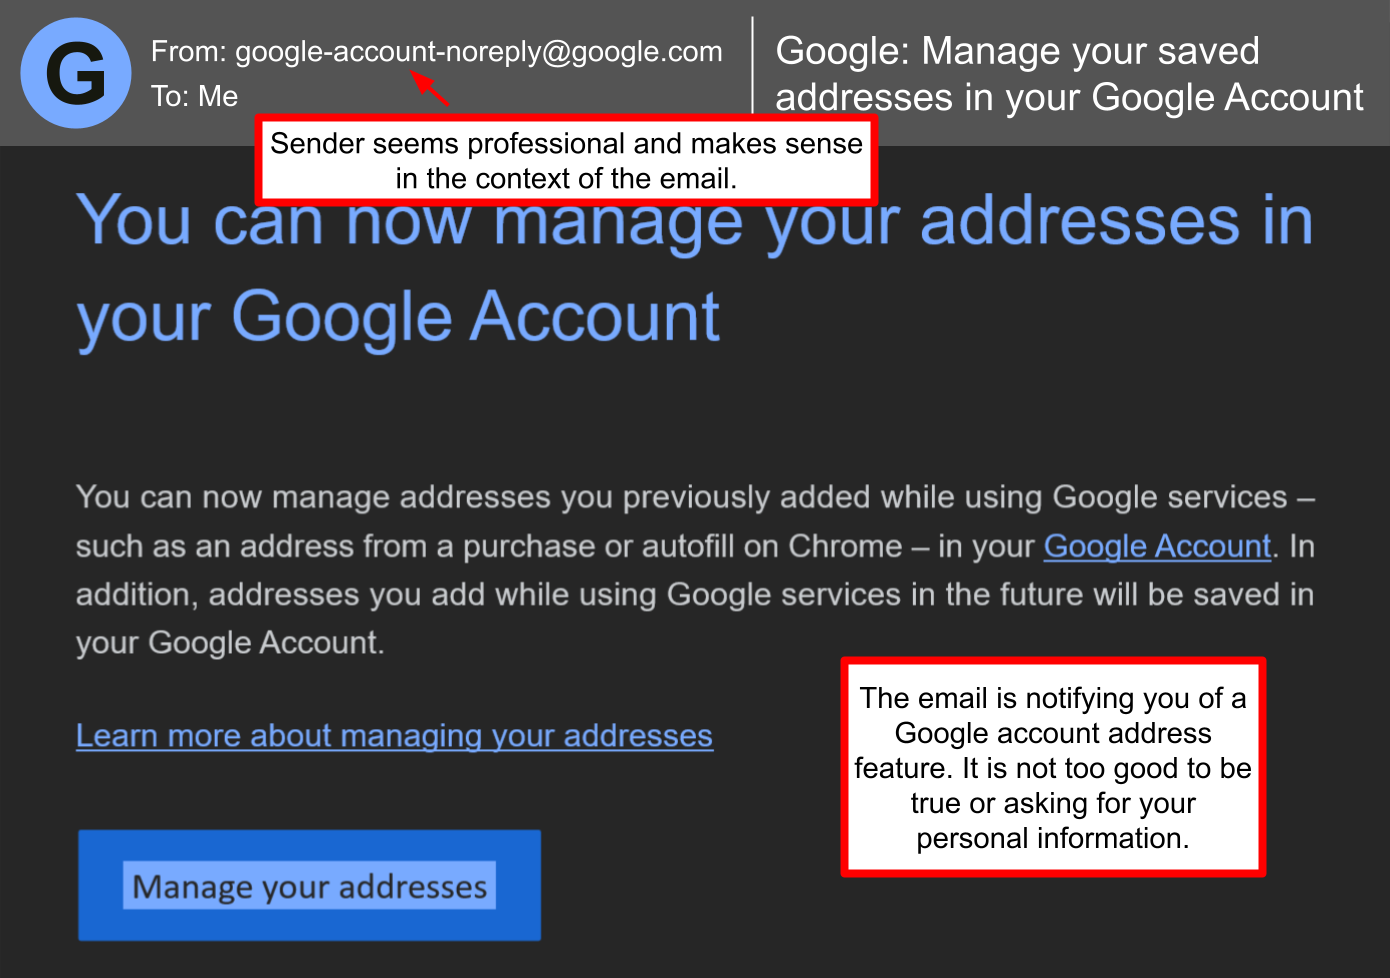 G
From: google-account-noreply@google.com
To: Me
Google: Manage your saved
addresses in your Google Account
Sender seems professional and makes sense
in the context of the email.
You can now manage your addresses in
your Google Account
You can now manage addresses you previously added while using Google services –
such as an address from a purchase or autofill on Chrome – in your Google Account. In
addition, addresses you add while using Google services in the future will be saved in
your Google Account.
Learn more about managing your addresses
The email is notifying you of a
Google account address
feature. It is not too good to be
true or asking for your
personal information.
Manage your addresses